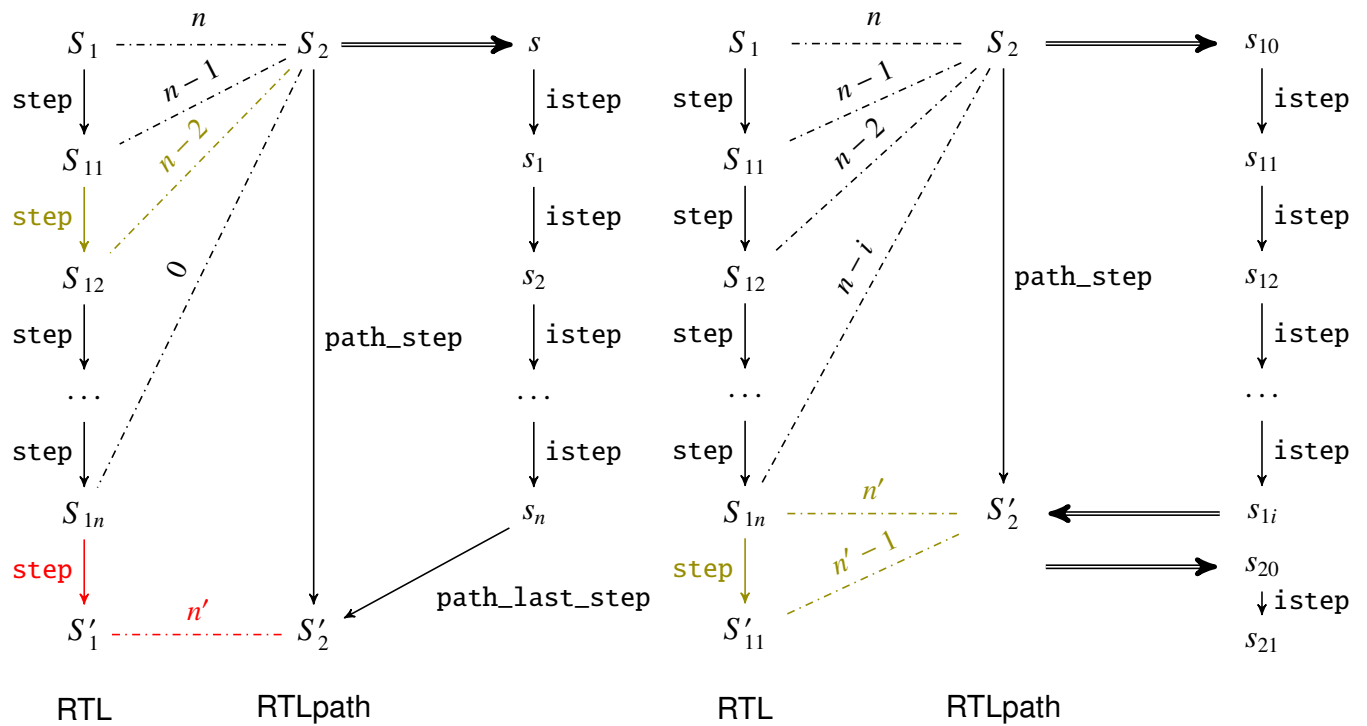 n n
S₁ S₂ s S₁ S₂ s₁₀
n − 1 n − 1
step istep step istep
S₁₁ n − 2 s₁ S₁₁ n − 2 s₁₁
step istep step istep
S₁₂ 0 s₂ S₁₂ n − i s₁₂
path_step
step path_step istep step istep
... ... ... ...
step istep step istep
n′
S₁ₙ sₙ S₁ₙ S′₂ s₁ᵢ
n′ − 1
step step s₂₀
path_last_step istep
n′
S′₁ S′₂ S′₁₁ s₂₁
RTL RTLpath RTL RTLpath